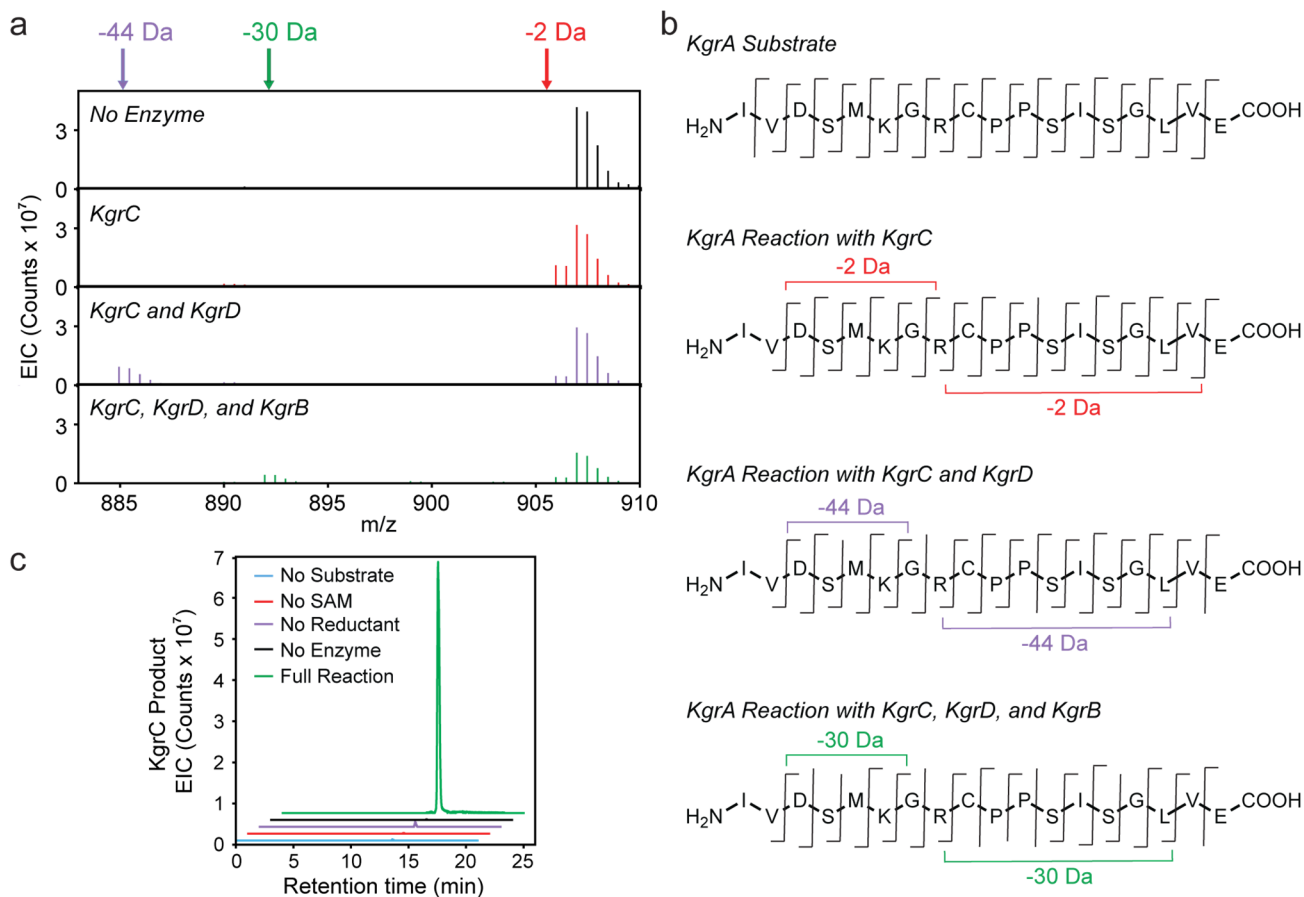 a
-44 Da
-30 Da
-2 Da
No Enzyme
KgrC
KgrC and KgrD
KgrC, KgrD, and KgrB
3
0
3
0
3
0
3
0
EIC (Counts x 10⁷)
885
890
895
900
905
910
m/z
b
KgrA Substrate
H₂N I V D S M K G R C P P S I S G L V E COOH
KgrA Reaction with KgrC
-2 Da
H₂N I V D S M K G R C P P S I S G L V E COOH
-2 Da
KgrA Reaction with KgrC and KgrD
-44 Da
H₂N I V D S M K G R C P P S I S G L V E COOH
-44 Da
KgrA Reaction with KgrC, KgrD, and KgrB
-30 Da
H₂N I V D S M K G R C P P S I S G L V E COOH
-30 Da
c
KgrC Product
EIC (Counts x 10⁷)
7
6
5
4
3
2
1
0
No Substrate
No SAM
No Reductant
No Enzyme
Full Reaction
0
5
10
15
20
25
Retention time (min)